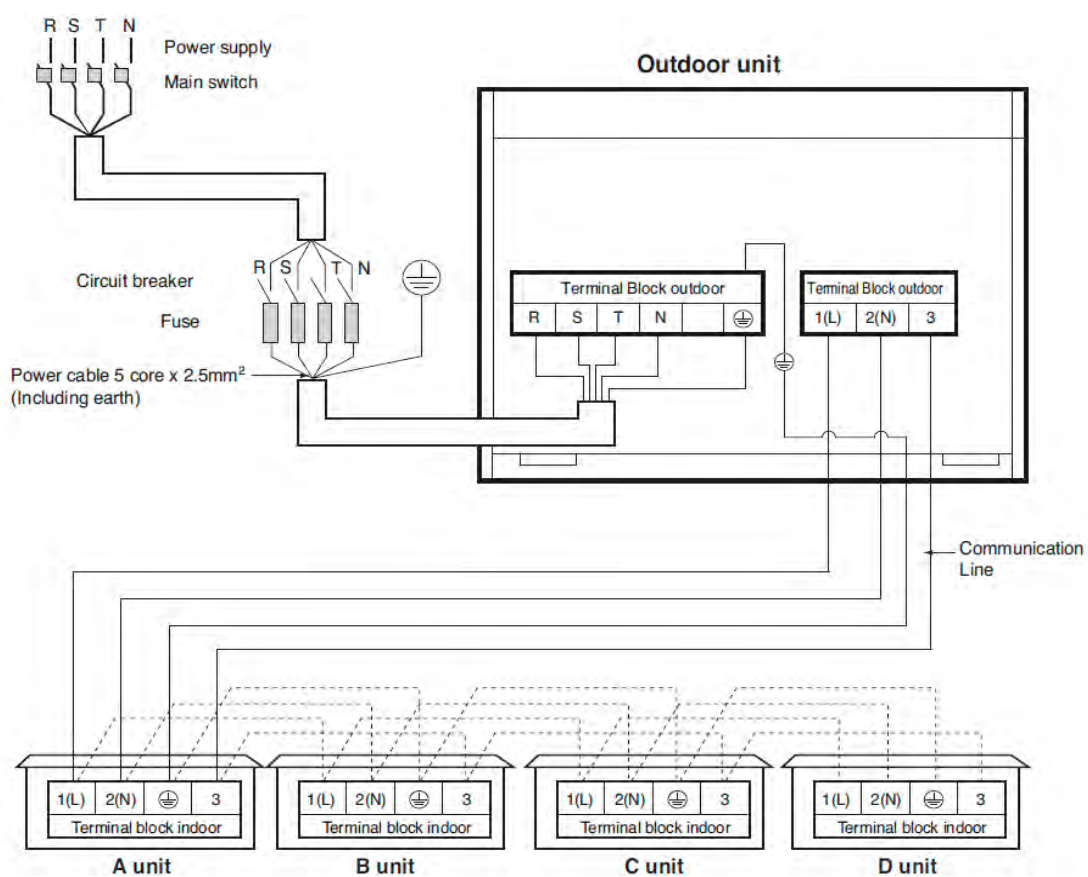 R S T N
Power supply
Main switch
Outdoor unit
Circuit breaker
R S T N
Fuse
Terminal Block outdoor
R S T N
Terminal Block outdoor
1(L) 2(N) 3
Power cable 5 core x 2.5mm²
(Including earth)
Communication
Line
1(L) 2(N) 3
Terminal block indoor
A unit
1(L) 2(N) 3
Terminal block indoor
B unit
1(L) 2(N) 3
Terminal block indoor
C unit
1(L) 2(N) 3
Terminal block indoor
D unit